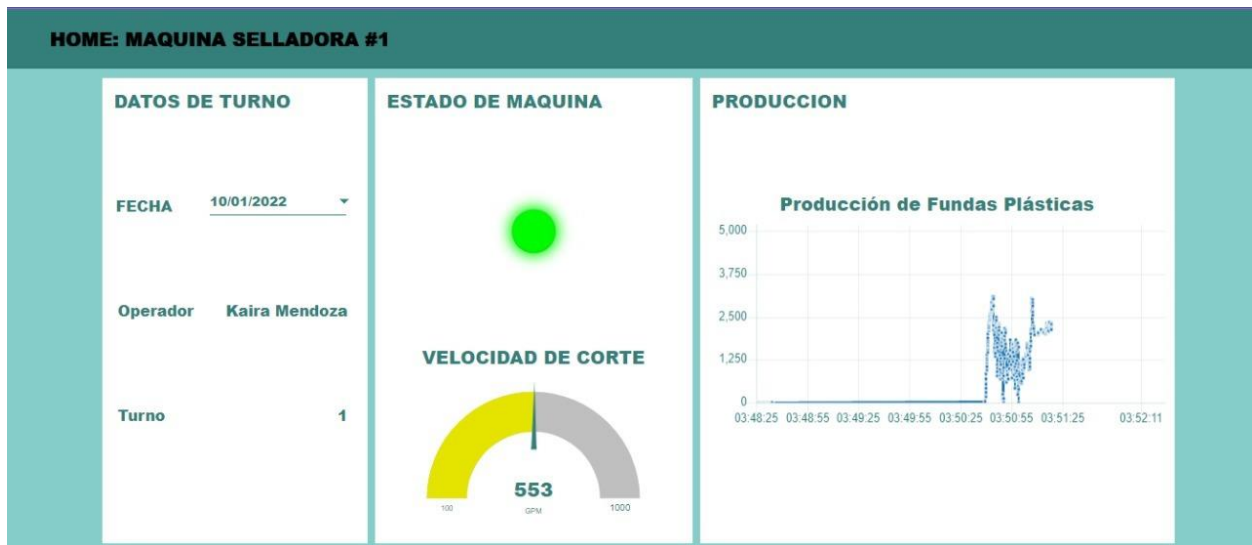 HOME: MAQUINA SELLADORA #1
DATOS DE TURNO
FECHA 10/01/2022
Operador Kaira Mendoza
Turno 1
ESTADO DE MAQUINA
VELOCIDAD DE CORTE
553
GPM
100 1000
PRODUCCION
Producción de Fundas Plásticas
5,000
3,750
2,500
1,250
0
03:48:25 03:48:55 03:49:25 03:49:55 03:50:25 03:50:55 03:51:25 03:52:11